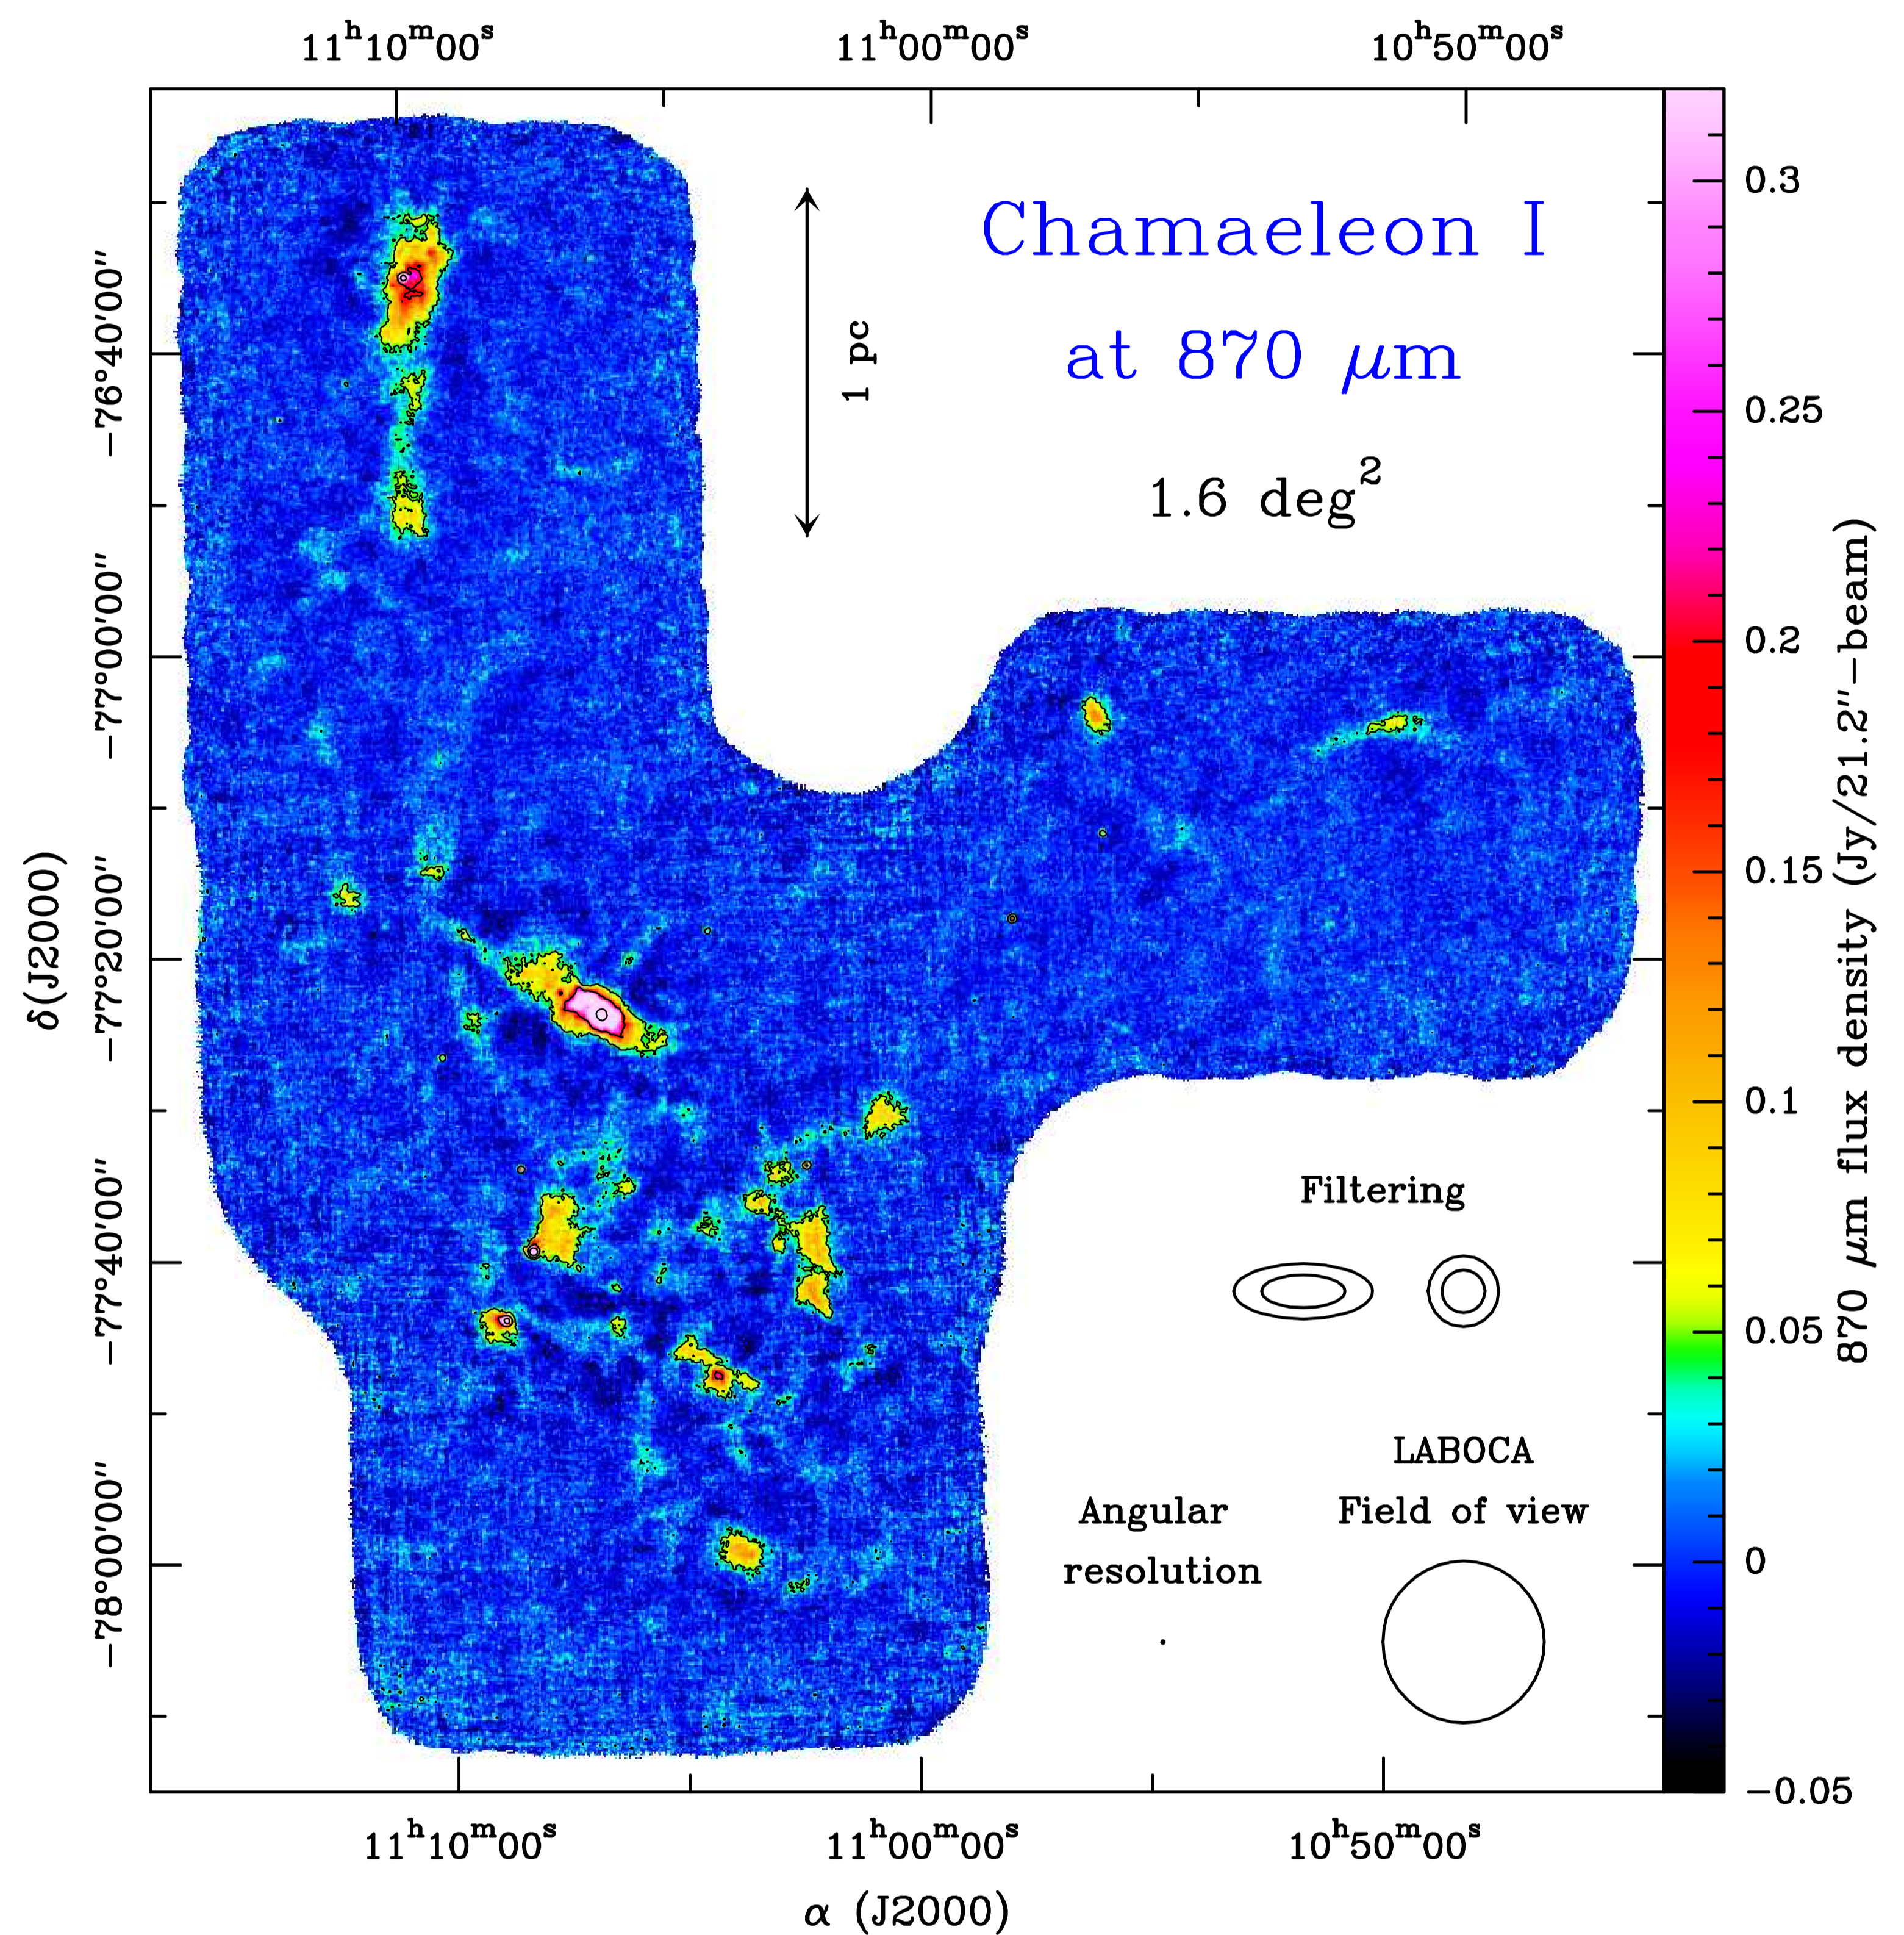 11ʰ10ᵐ00ˢ 11ʰ00ᵐ00ˢ 10ʰ50ᵐ00ˢ
Chamaeleon I
at 870 μm
1.6 deg²
1 pc
−76°40'00"
−77°00'00"
−77°20'00"
−77°40'00"
−78°00'00"
δ(J2000)
Filtering
LABOCA
Angular Field of view
resolution
0.3
0.25
0.2
0.15
0.1
0.05
0
−0.05
870 μm flux density (Jy/21.2"−beam)
11ʰ10ᵐ00ˢ 11ʰ00ᵐ00ˢ 10ʰ50ᵐ00ˢ
α (J2000)